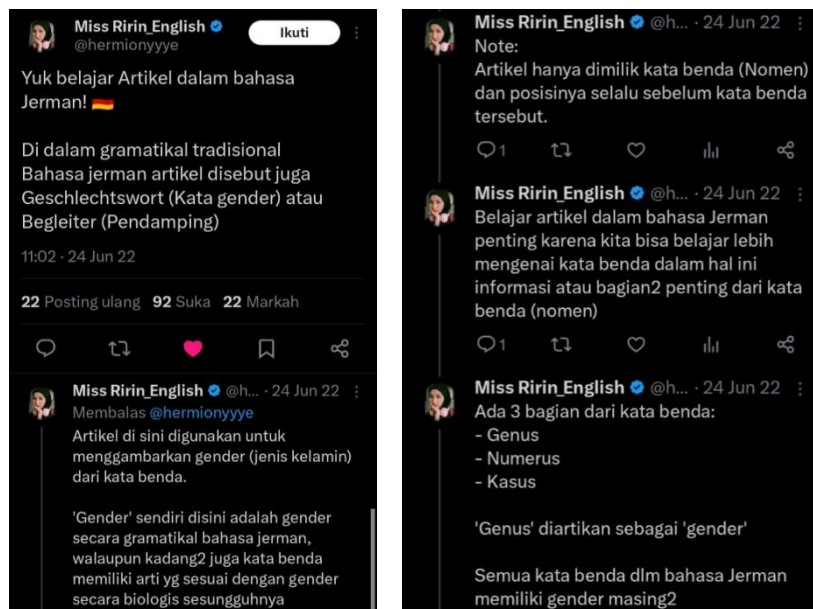 Miss Ririn_English
@hermionyyye
Ikuti
Yuk belajar Artikel dalam bahasa
Jerman! 🇩🇪
Di dalam gramatikal tradisional
Bahasa jerman artikel disebut juga
Geschlechtswort (Kata gender) atau
Begleiter (Pendamping)
11:02 · 24 Jun 22
22 Posting ulang 92 Suka 22 Markah
Miss Ririn_English @h... · 24 Jun 22
Membalas @hermionyyye
Artikel di sini digunakan untuk
menggambarkan gender (jenis kelamin)
dari kata benda.
'Gender' sendiri disini adalah gender
secara gramatikal bahasa jerman,
walaupun kadang2 juga kata benda
memiliki arti yg sesuai dengan gender
secara biologis sesungguhnya
Miss Ririn_English @h... · 24 Jun 22
Note:
Artikel hanya dimilik kata benda (Nomen)
dan posisinya selalu sebelum kata benda
tersebut.
1
Miss Ririn_English @h... · 24 Jun 22
Belajar artikel dalam bahasa Jerman
penting karena kita bisa belajar lebih
mengenai kata benda dalam hal ini
informasi atau bagian2 penting dari kata
benda (nomen)
1
Miss Ririn_English @h... · 24 Jun 22
Ada 3 bagian dari kata benda:
- Genus
- Numerus
- Kasus
'Genus' diartikan sebagai 'gender'
Semua kata benda dlm bahasa Jerman
memiliki gender masing2